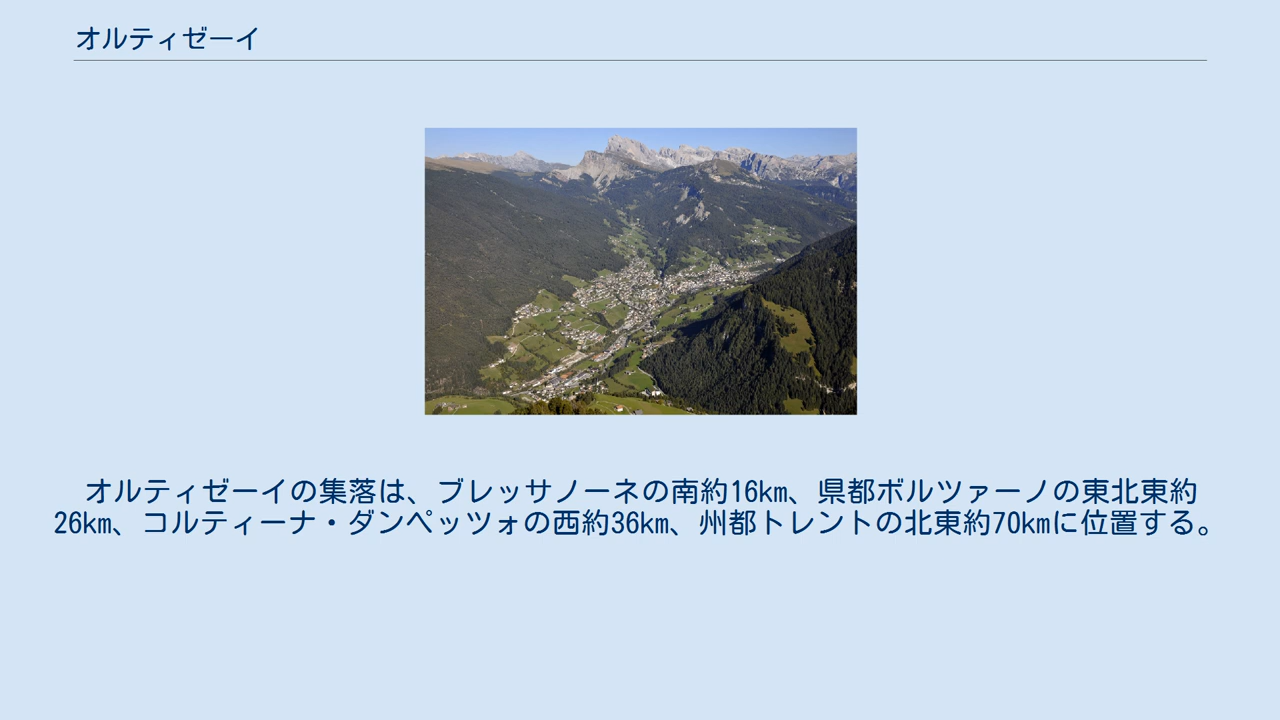 オルティゼーイ
オルティゼーイの集落は、ブレッサノーネの南約16km、県都ボルツァーノの東北東約
26km、コルティーナ・ダンペッツォの西約36km、州都トレントの北東約70kmに位置する。